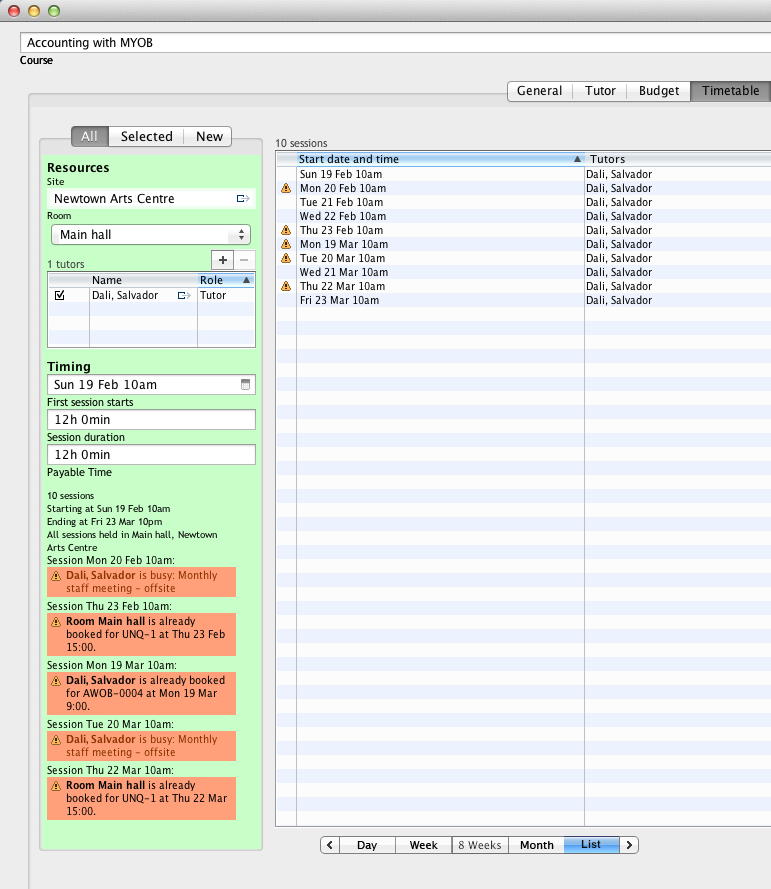 Accounting with MYOB
Course
General Tutor Budget Timetable
All Selected New
Resources
Site
Newtown Arts Centre
Room
Main hall
1 tutors + −
Name Role
Dali, Salvador Tutor
Timing
Sun 19 Feb 10am
First session starts
12h 0min
Session duration
12h 0min
Payable Time
10 sessions
Starting at Sun 19 Feb 10am
Ending at Fri 23 Mar 10pm
All sessions held in Main hall, Newtown
Arts Centre
Session Mon 20 Feb 10am:
Dali, Salvador is busy: Monthly
staff meeting – offsite
Session Thu 23 Feb 10am:
Room Main hall is already
booked for UNQ-1 at Thu 23 Feb
15:00.
Session Mon 19 Mar 10am:
Dali, Salvador is already booked
for AWOB-0004 at Mon 19 Mar
9:00.
Session Tue 20 Mar 10am:
Dali, Salvador is busy: Monthly
staff meeting – offsite
Session Thu 22 Mar 10am:
Room Main hall is already
booked for UNQ-1 at Thu 22 Mar
15:00.
10 sessions
Start date and time Tutors
Sun 19 Feb 10am Dali, Salvador
Mon 20 Feb 10am Dali, Salvador
Tue 21 Feb 10am Dali, Salvador
Wed 22 Feb 10am Dali, Salvador
Thu 23 Feb 10am Dali, Salvador
Mon 19 Mar 10am Dali, Salvador
Tue 20 Mar 10am Dali, Salvador
Wed 21 Mar 10am Dali, Salvador
Thu 22 Mar 10am Dali, Salvador
Fri 23 Mar 10am Dali, Salvador
< Day Week 8 Weeks Month List >